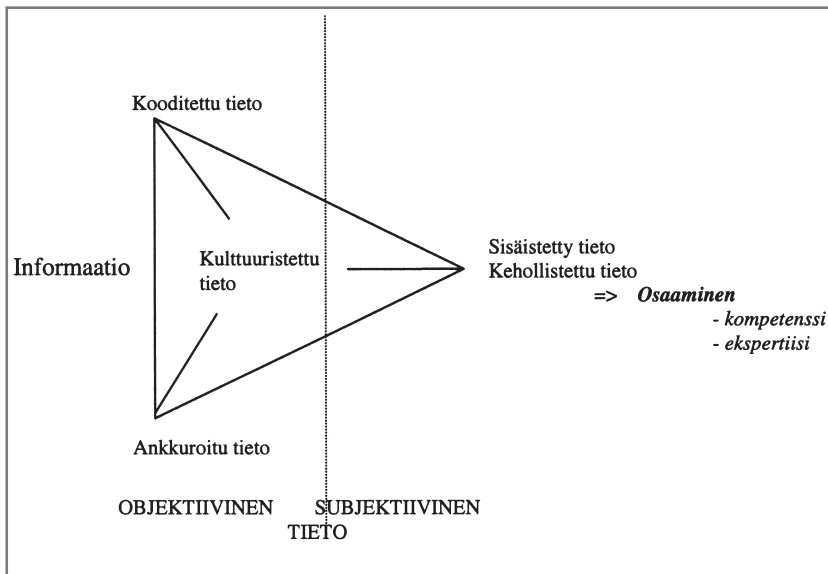 Kooditettu tieto
Informaatio
Kulttuuristettu
tieto
Sisäistetty tieto
Kehollistettu tieto
=> Osaaminen
- kompetenssi
- ekspertiisi
Ankkuroitu tieto
OBJEKTIIVINEN SUBJEKTIIVINEN
TIETO